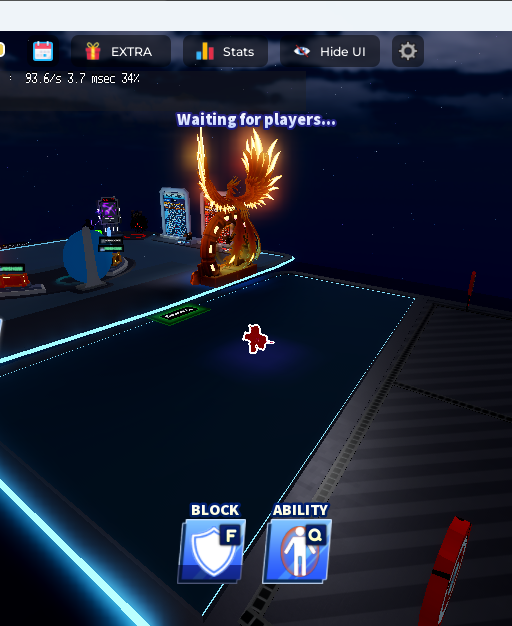 EXTRA
Stats
Hide UI
: 93.6/s 3.7 msec 34%
Waiting for players...
BLOCK
ABILITY
F
Q